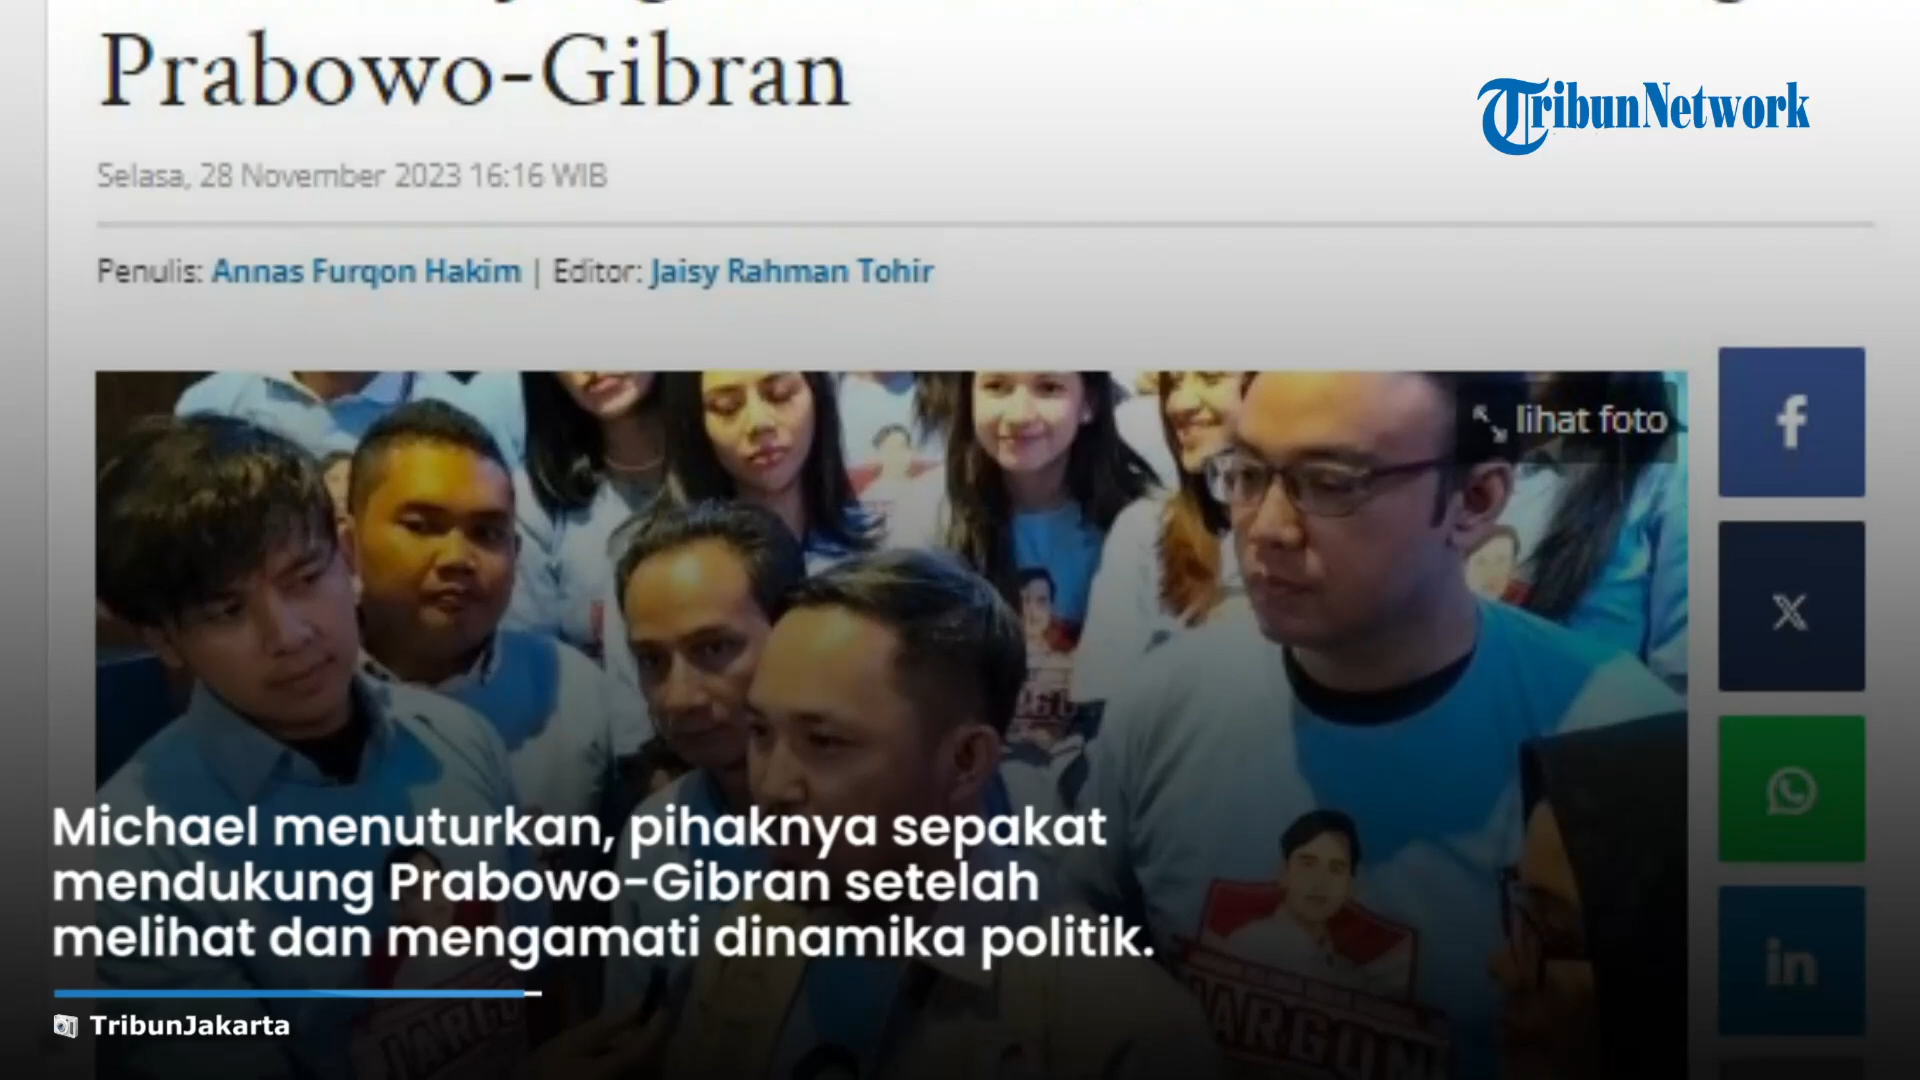 Prabowo-Gibran
TribunNetwork
Selasa, 28 November 2023 16:16 WIB
Penulis: Annas Furqon Hakim | Editor: Jaisy Rahman Tohir
lihat foto
Michael menuturkan, pihaknya sepakat
mendukung Prabowo-Gibran setelah
melihat dan mengamati dinamika politik.
TribunJakarta